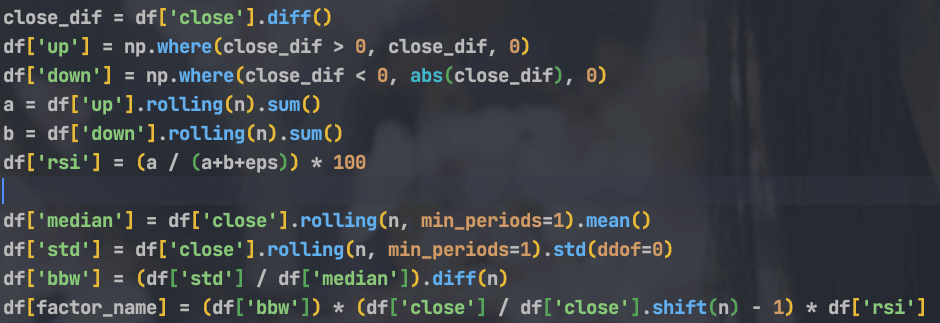 close_dif = df['close'].diff()
df['up'] = np.where(close_dif > 0, close_dif, 0)
df['down'] = np.where(close_dif < 0, abs(close_dif), 0)
a = df['up'].rolling(n).sum()
b = df['down'].rolling(n).sum()
df['rsi'] = (a / (a+b+eps)) * 100
df['median'] = df['close'].rolling(n, min_periods=1).mean()
df['std'] = df['close'].rolling(n, min_periods=1).std(ddof=0)
df['bbw'] = (df['std'] / df['median']).diff(n)
df[factor_name] = (df['bbw']) * (df['close'] / df['close'].shift(n) - 1) * df['rsi']